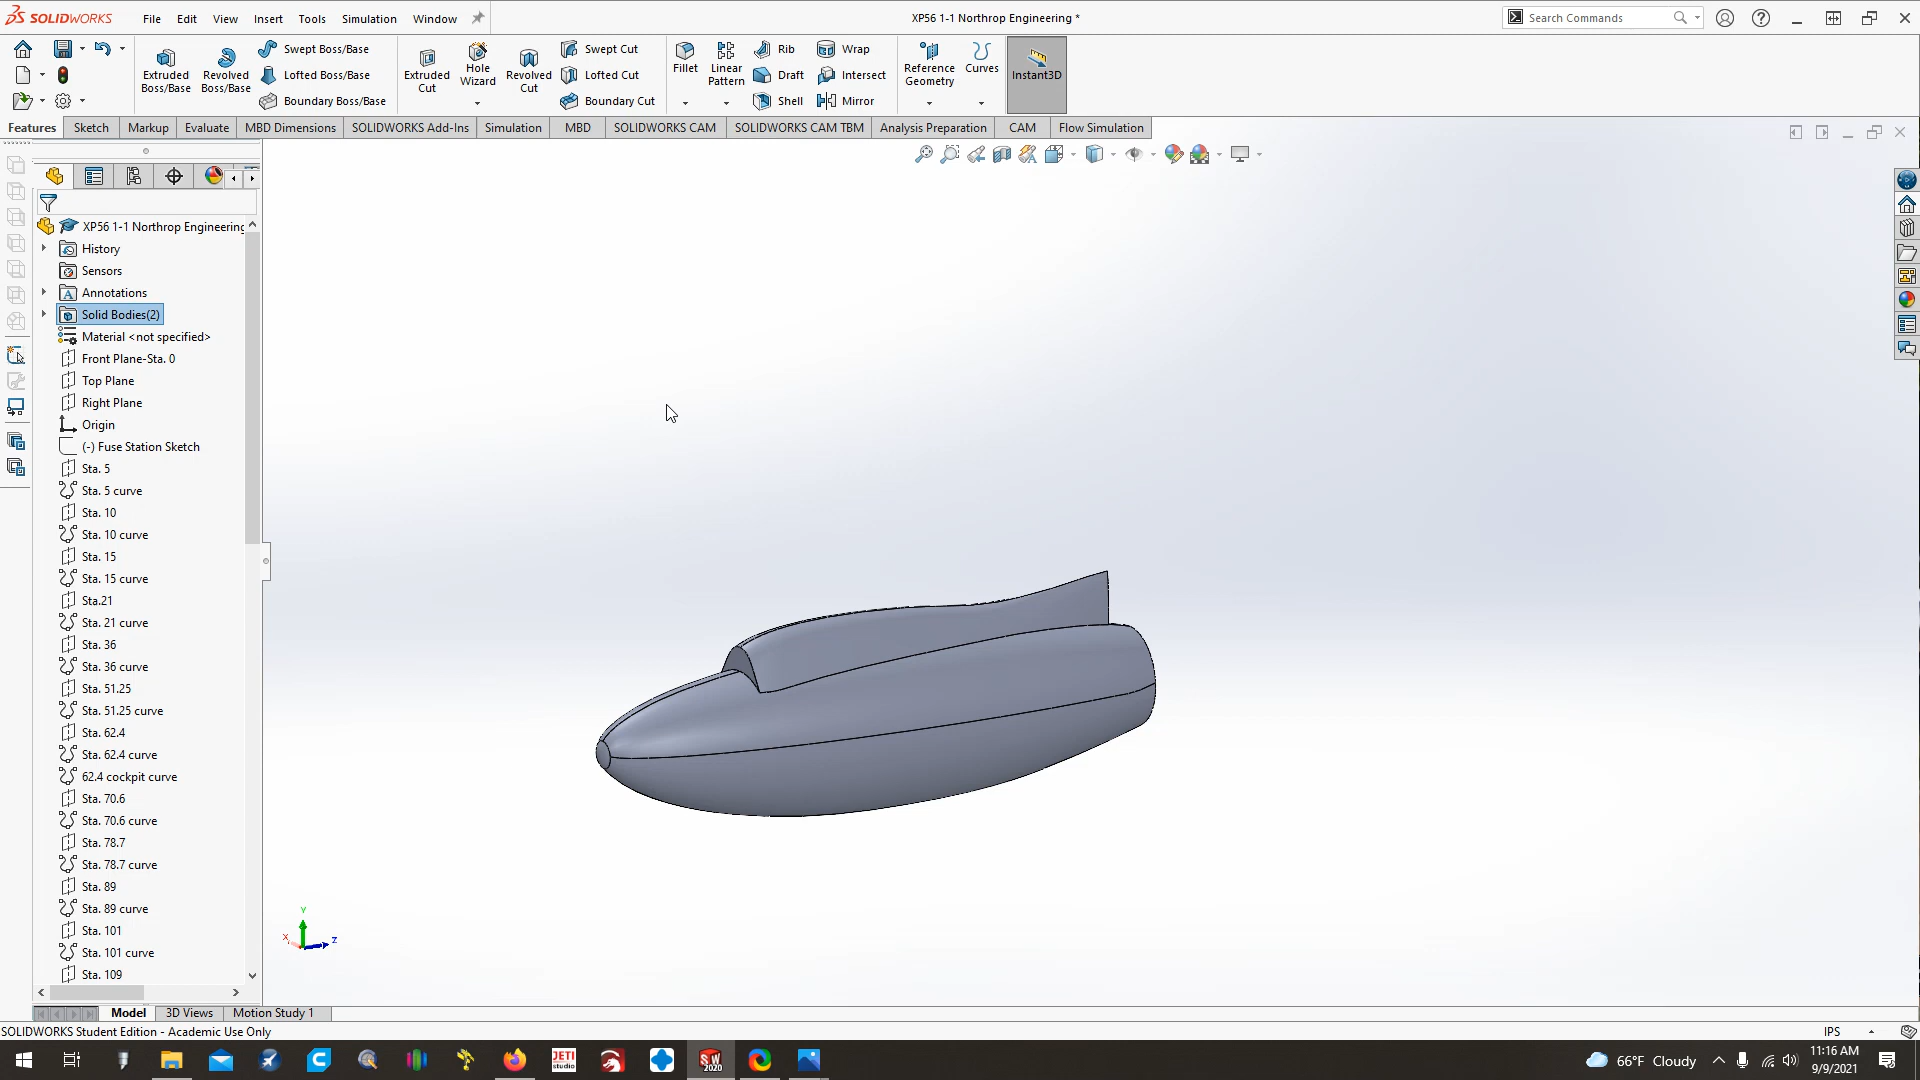 SOLIDWORKS File Edit View Insert Tools Simulation Window
XP56 1-1 Northrop Engineering *
Search Commands
Extruded Boss/Base
Revolved Boss/Base
Swept Boss/Base
Lofted Boss/Base
Boundary Boss/Base
Extruded Cut
Hole Wizard
Revolved Cut
Swept Cut
Lofted Cut
Boundary Cut
Fillet
Linear Pattern
Rib
Draft
Shell
Wrap
Intersect
Mirror
Reference Geometry
Curves
Instant3D
Features Sketch Markup Evaluate MBD Dimensions SOLIDWORKS Add-Ins Simulation MBD SOLIDWORKS CAM SOLIDWORKS CAM TBM Analysis Preparation CAM Flow Simulation
XP56 1-1 Northrop Engineering
History
Sensors
Annotations
Solid Bodies(2)
Material <not specified>
Front Plane-Sta. 0
Top Plane
Right Plane
Origin
(-) Fuse Station Sketch
Sta. 5
Sta. 5 curve
Sta. 10
Sta. 10 curve
Sta. 15
Sta. 15 curve
Sta.21
Sta. 21 curve
Sta. 36
Sta. 36 curve
Sta. 51.25
Sta. 51.25 curve
Sta. 62.4
Sta. 62.4 curve
62.4 cockpit curve
Sta. 70.6
Sta. 70.6 curve
Sta. 78.7
Sta. 78.7 curve
Sta. 89
Sta. 89 curve
Sta. 101
Sta. 101 curve
Sta. 109
Y
X
Z
Model 3D Views Motion Study 1
SOLIDWORKS Student Edition - Academic Use Only
IPS
JETI studio
SW 2020
66°F Cloudy
11:16 AM
9/9/2021